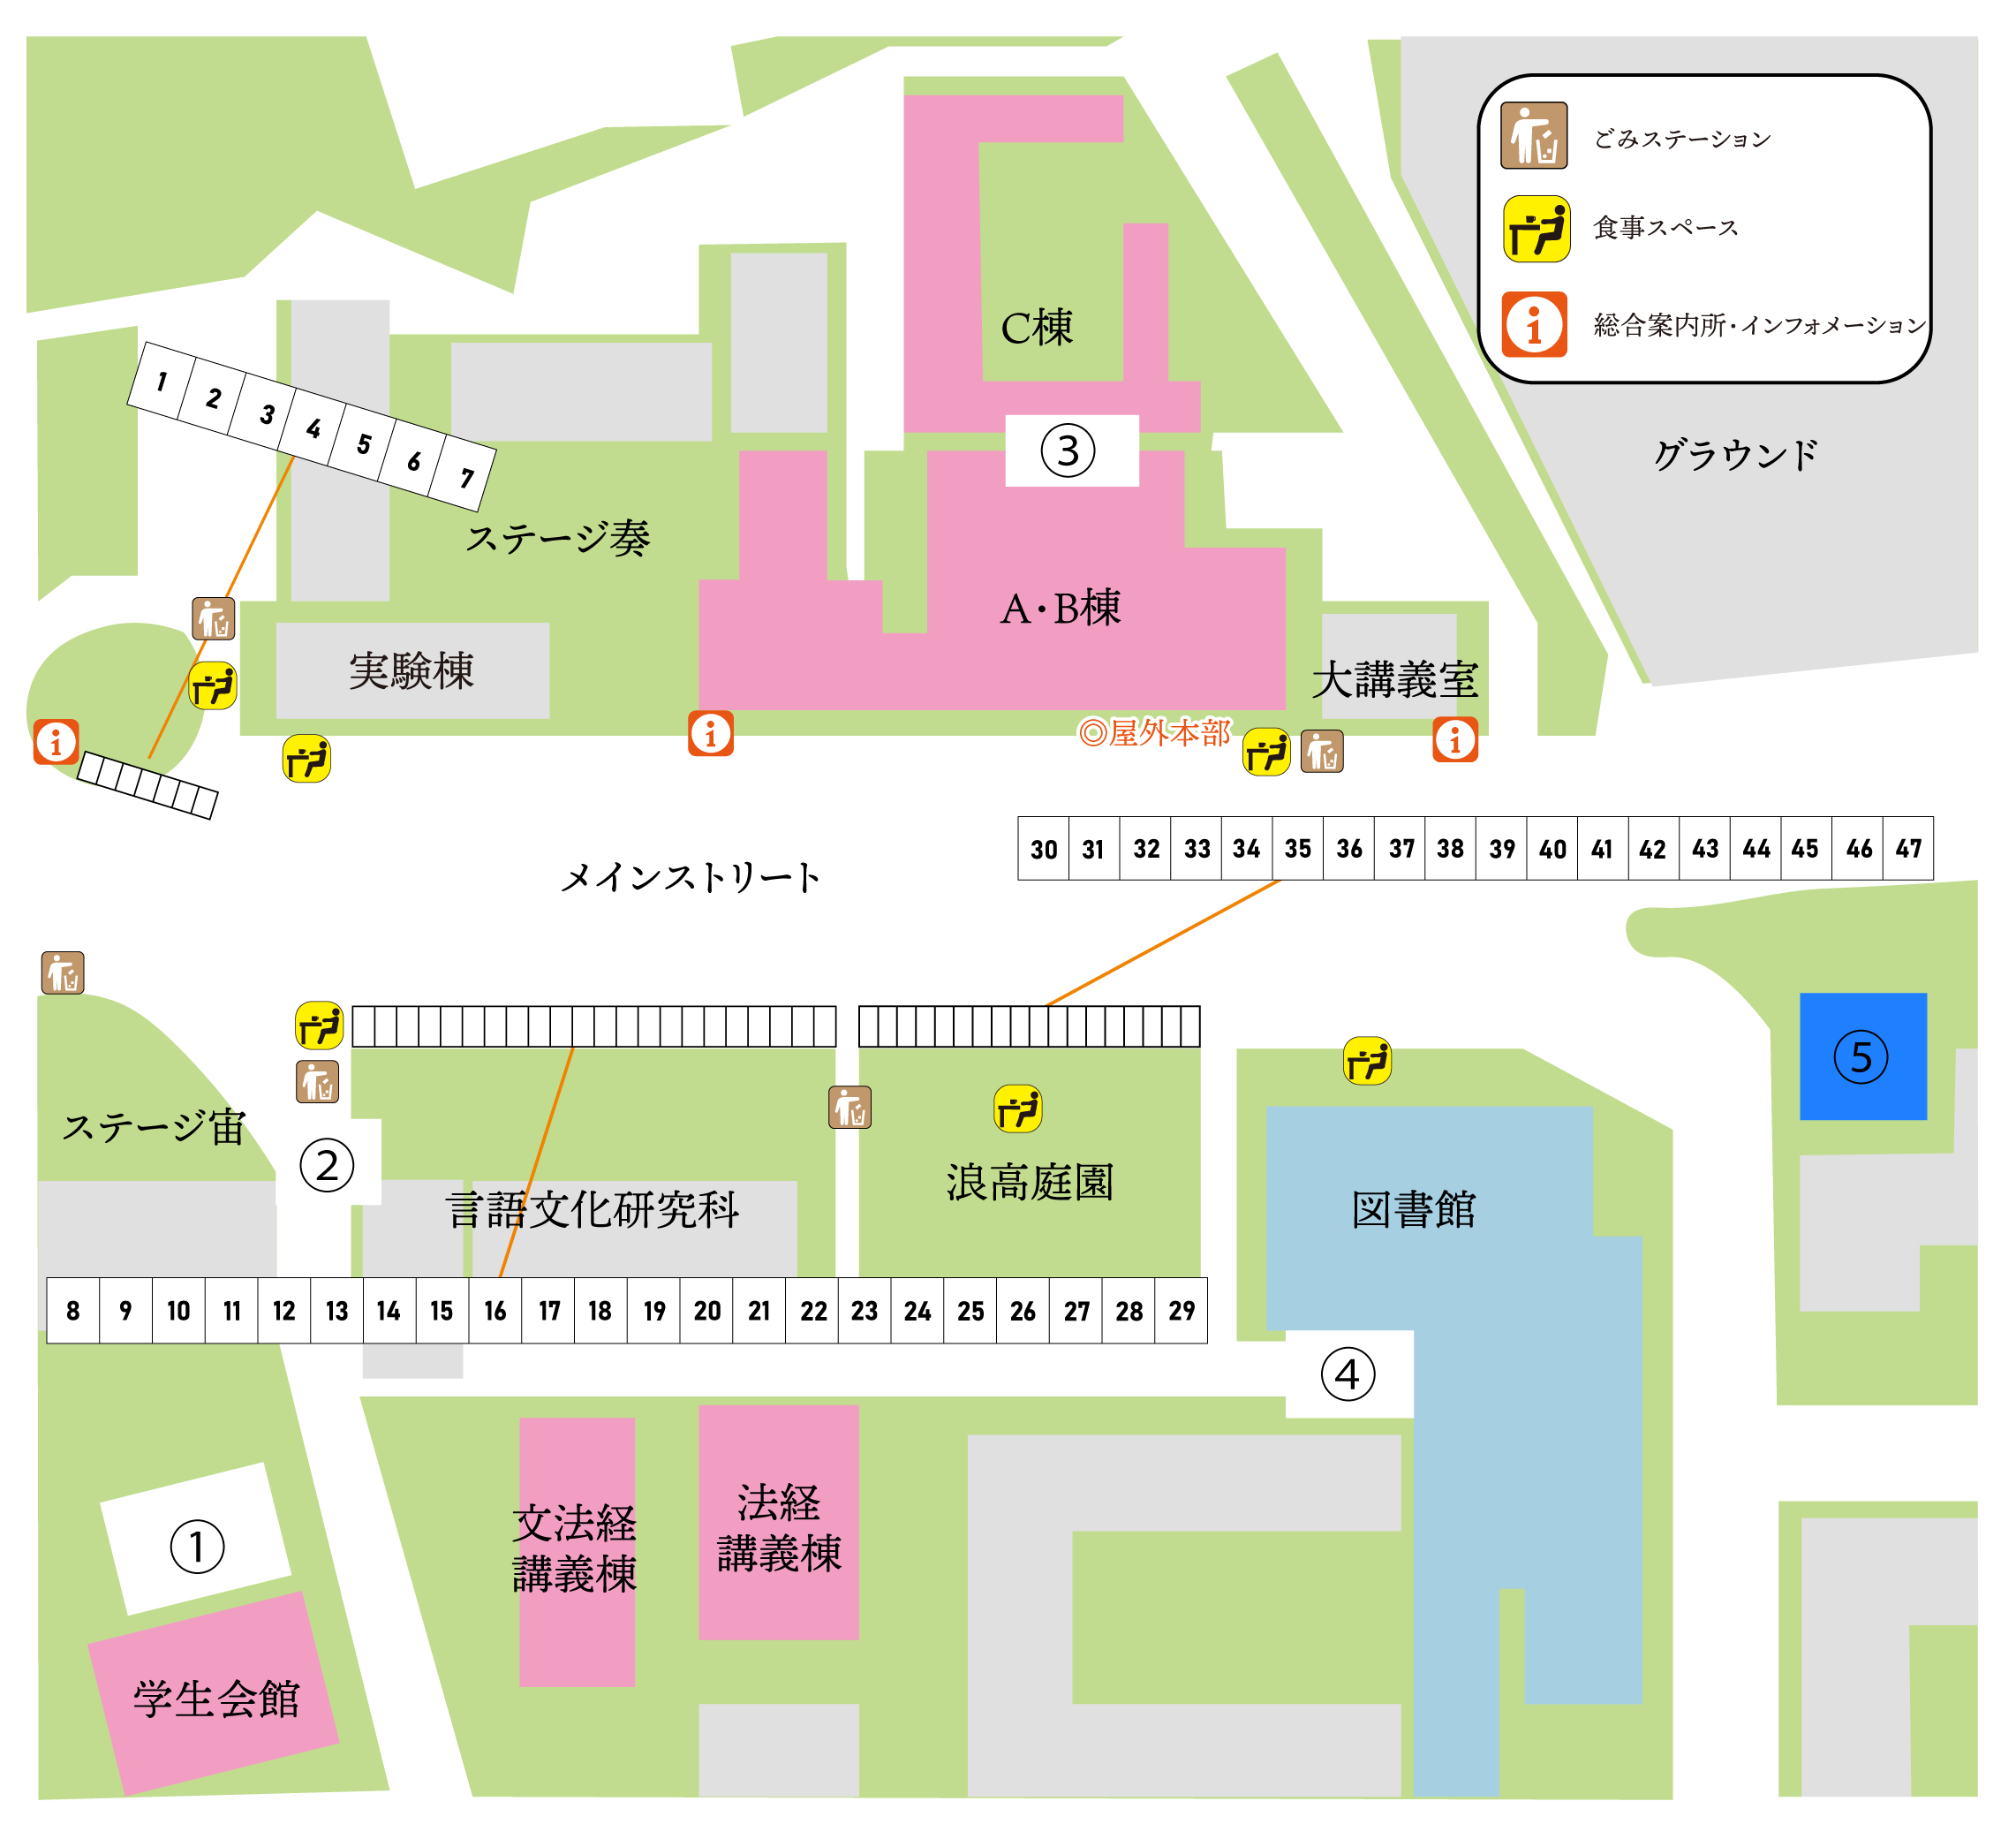 ごみステーション
食事スペース
総合案内所・インフォメーション
C棟
③
グラウンド
1 2 3 4 5 6 7
ステージ奏
A・B棟
実験棟
大講義室
◎屋外本部
30 31 32 33 34 35 36 37 38 39 40 41 42 43 44 45 46 47
メインストリート
⑤
ステージ宙
②
言語文化研究科
浪高庭園
図書館
8 9 10 11 12 13 14 15 16 17 18 19 20 21 22 23 24 25 26 27 28 29
④
①
文法経
講義棟
法経
講義棟
学生会館